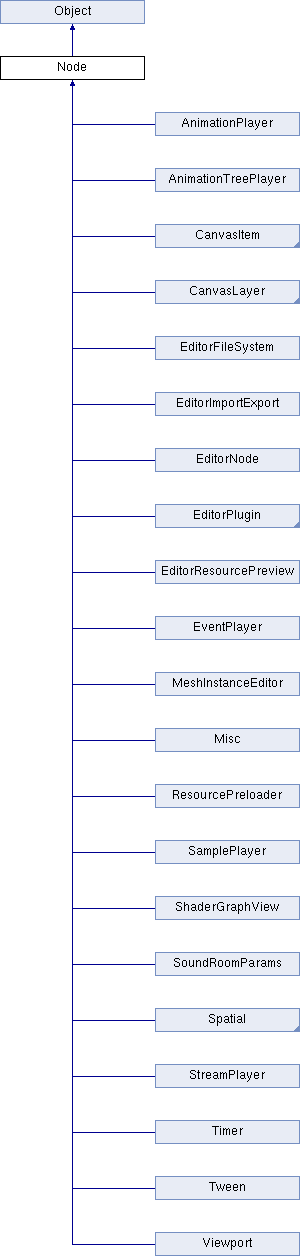 Object
Node
AnimationPlayer
AnimationTreePlayer
CanvasItem
CanvasLayer
EditorFileSystem
EditorImportExport
EditorNode
EditorPlugin
EditorResourcePreview
EventPlayer
MeshInstanceEditor
Misc
ResourcePreloader
SamplePlayer
ShaderGraphView
SoundRoomParams
Spatial
StreamPlayer
Timer
Tween
Viewport